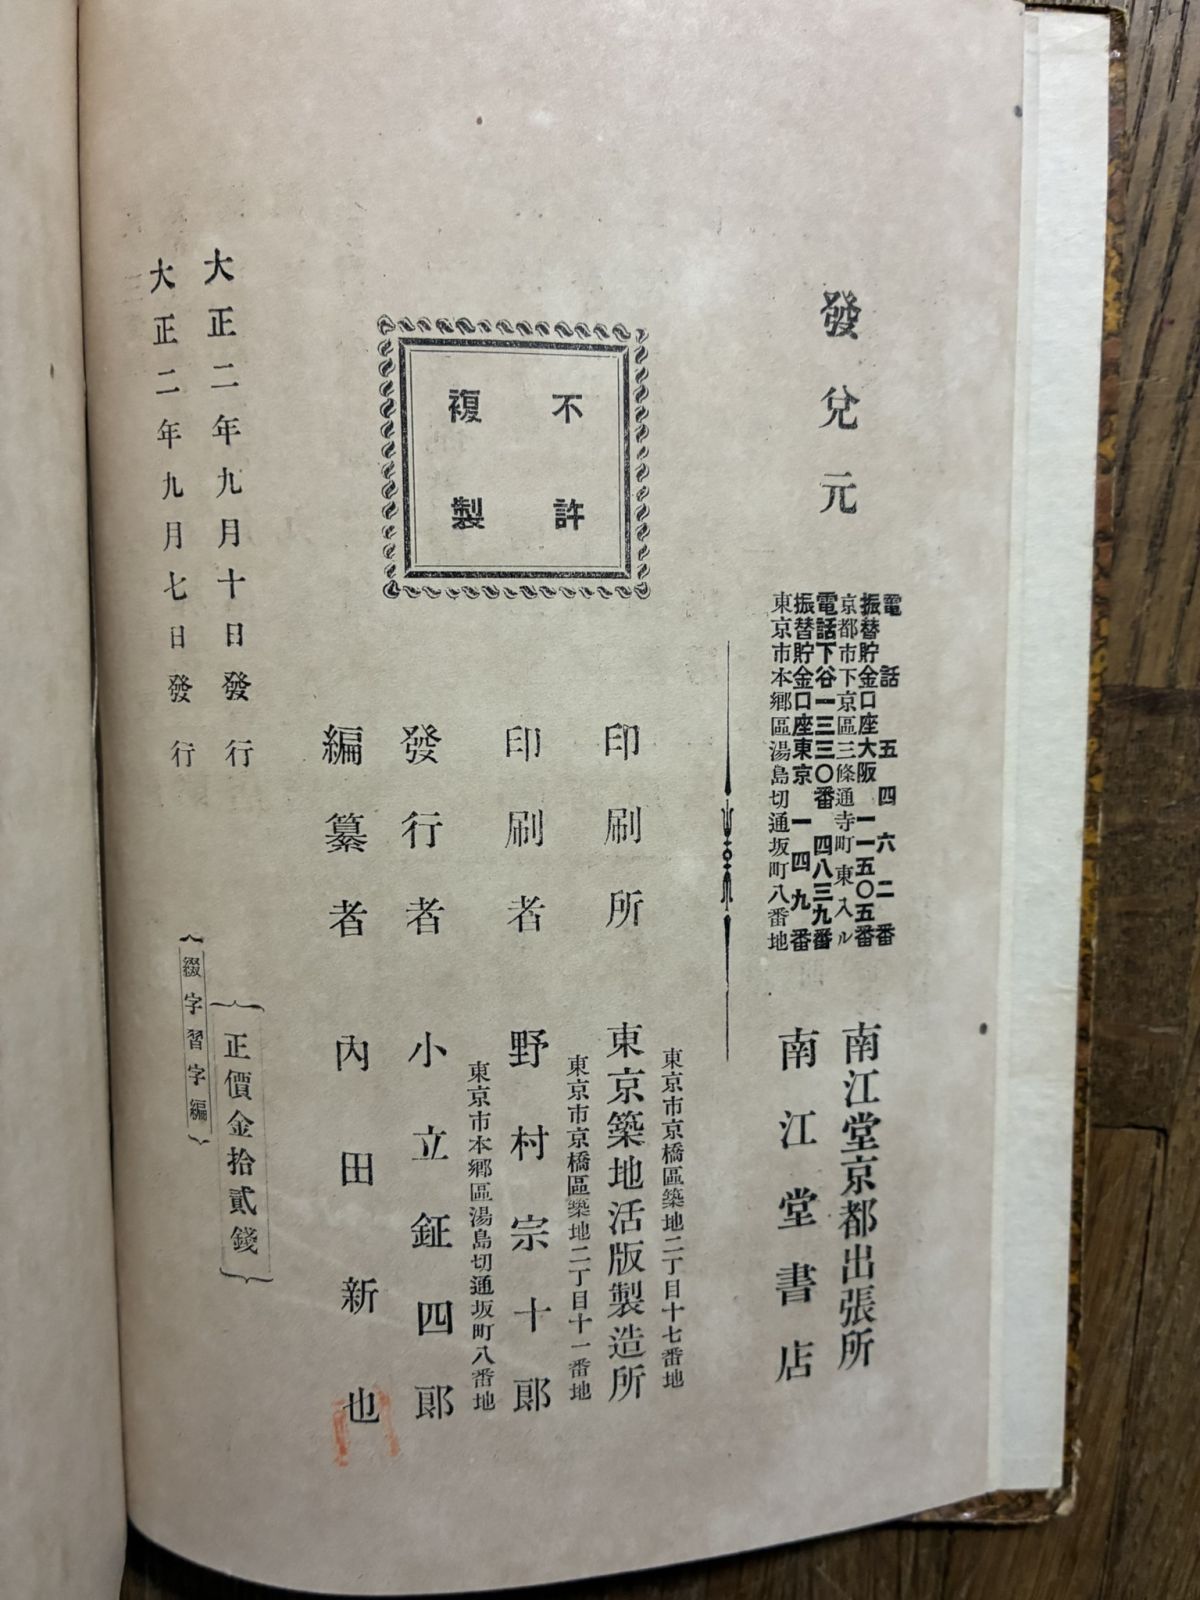 大正二年九月七日發行
大正二年九月十日發行
綴字習字編
正價金拾貳錢
編纂者 內田新也
發行者 小立鉦四郞
東京市本鄕區湯島切通坂町八番地
印刷者 野村宗十郞
東京市京橋區築地二丁目十一番地
印刷所 東京築地活版製造所
東京市京橋區築地二丁目十七番地
不許
複製
發兌元
東京市本鄕區湯島切通坂町八番地
振替貯金口座東京一四九番
電話下谷一三三〇番 四八三九番
南江堂書店
京都市下京區三條通寺町東入ル
振替貯金口座大阪一一五〇五番
電話五四六二番
南江堂京都出張所